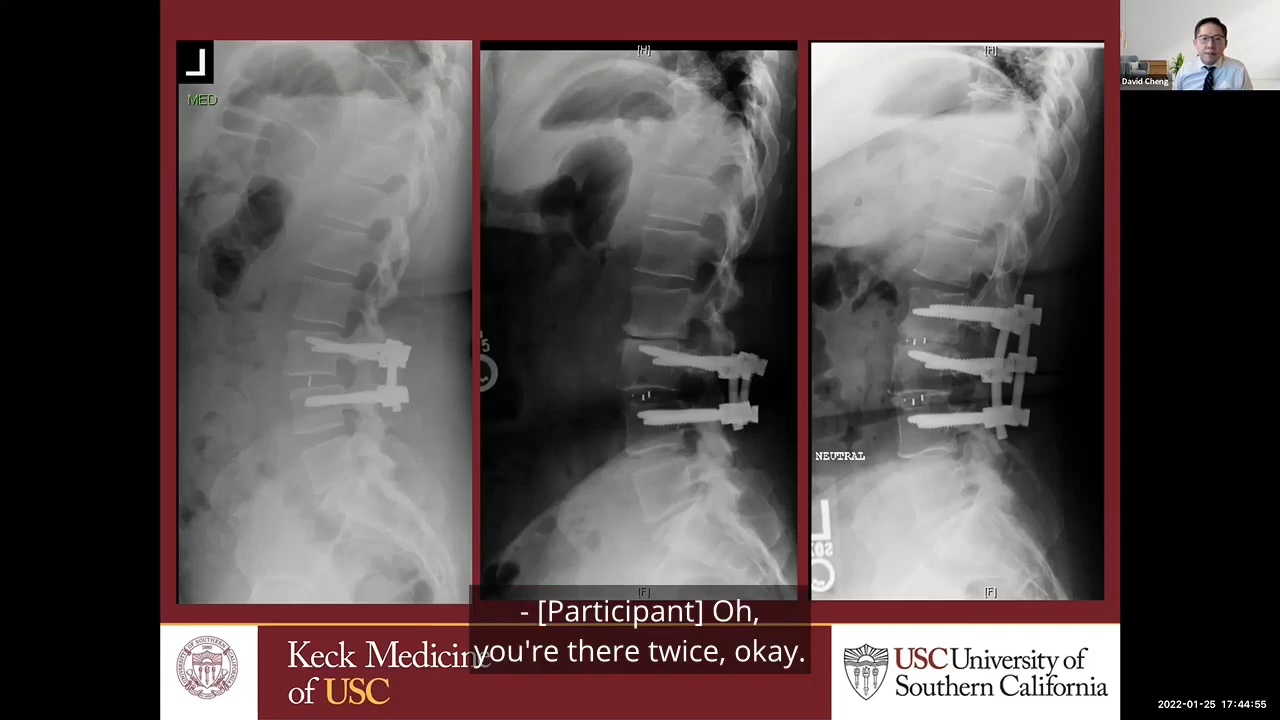 L
MED
[H]
[H]
David Cheng
5
NEUTRAL
L
[F]
[F]
- [Participant] Oh,
you're there twice, okay.
Keck Medicine
of USC
USC University of
Southern California
2022-01-25 17:44:55